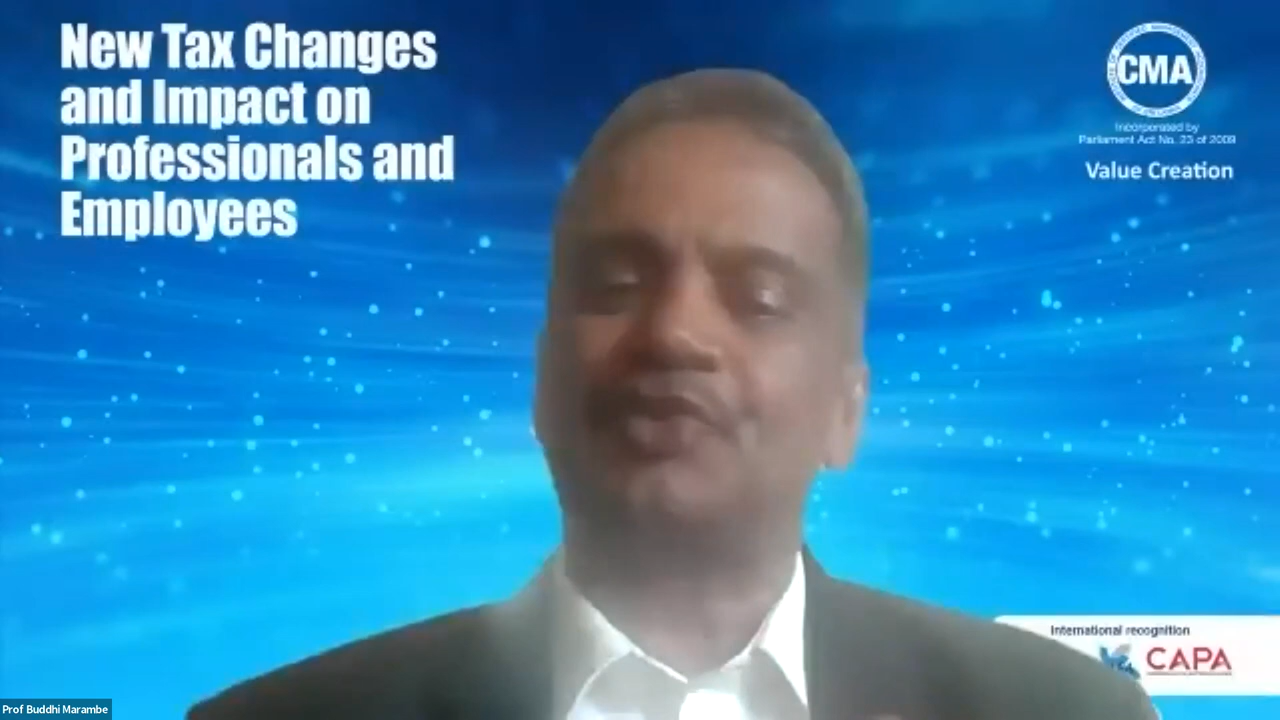 New Tax Changes
and Impact on
Professionals and
Employees
CMA
Incorporated by
Parliament Act No. 23 of 2009
Value Creation
International recognition
CAPA
Prof Buddhi Marambe